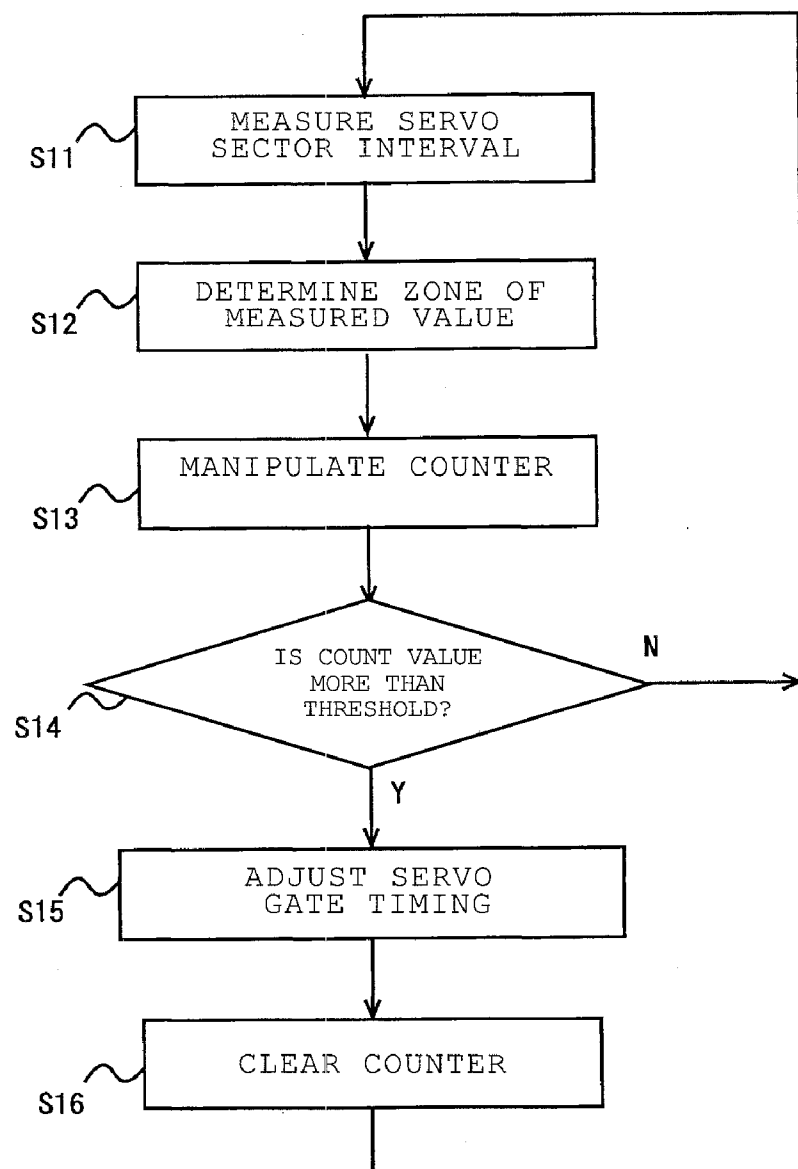 MEASURE SERVO
SECTOR INTERVAL
S11
DETERMINE ZONE OF
MEASURED VALUE
S12
MANIPULATE COUNTER
S13
IS COUNT VALUE
MORE THAN
THRESHOLD?
N
S14
Y
ADJUST SERVO
GATE TIMING
S15
CLEAR COUNTER
S16